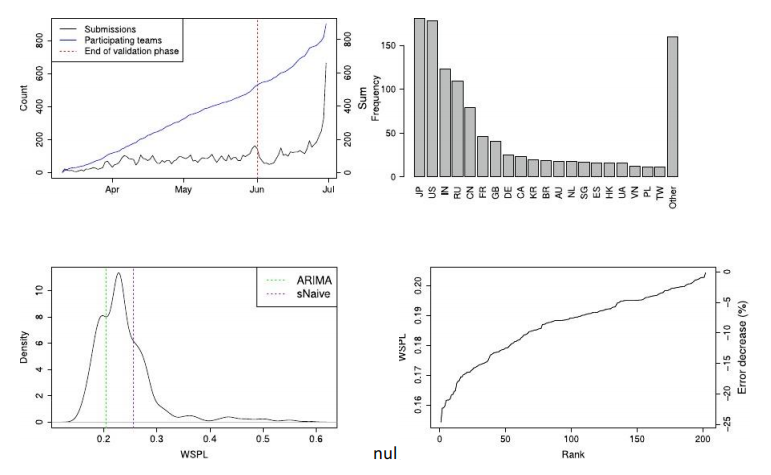 Submissions
Participating teams
End of validation phase
Count
0 200 400 600 800
Sum
0 200 400 600 800
Apr May Jun Jul
Frequency
0 50 100 150
JP US IN RU CN FR GB DE CA KR BR AU NL SG ES HK UA VN PL TW Other
ARIMA
sNaive
Density
0 2 4 6 8 10
0.2 0.3 0.4 0.5 0.6
WSPL
WSPL
0.16 0.17 0.18 0.19 0.20
Error decrease (%)
0 -5 -10 -15 -20 -25
0 50 100 150 200
Rank
nul